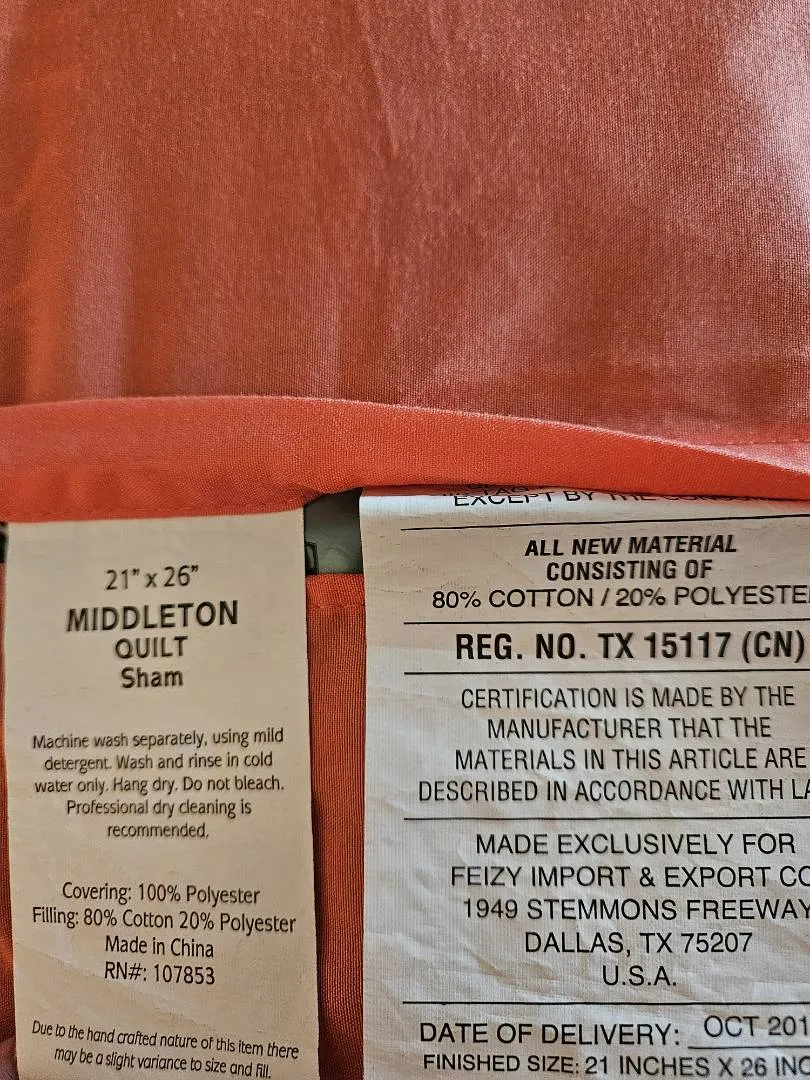 21" x 26"
MIDDLETON
QUILT
Sham
Machine wash separately, using mild
detergent. Wash and rinse in cold
water only. Hang dry. Do not bleach.
Professional dry cleaning is
recommended.
Covering: 100% Polyester
Filling: 80% Cotton 20% Polyester
Made in China
RN#: 107853
Due to the hand crafted nature of this item there
may be a slight variance to size and fill.
EXCEPT BY THE
ALL NEW MATERIAL
CONSISTING OF
80% COTTON / 20% POLYESTE
REG. NO. TX 15117 (CN)
CERTIFICATION IS MADE BY THE
MANUFACTURER THAT THE
MATERIALS IN THIS ARTICLE ARE
DESCRIBED IN ACCORDANCE WITH LA
MADE EXCLUSIVELY FOR
FEIZY IMPORT & EXPORT CO
1949 STEMMONS FREEWAY
DALLAS, TX 75207
U.S.A.
DATE OF DELIVERY: OCT 201
FINISHED SIZE: 21 INCHES X 26 INC